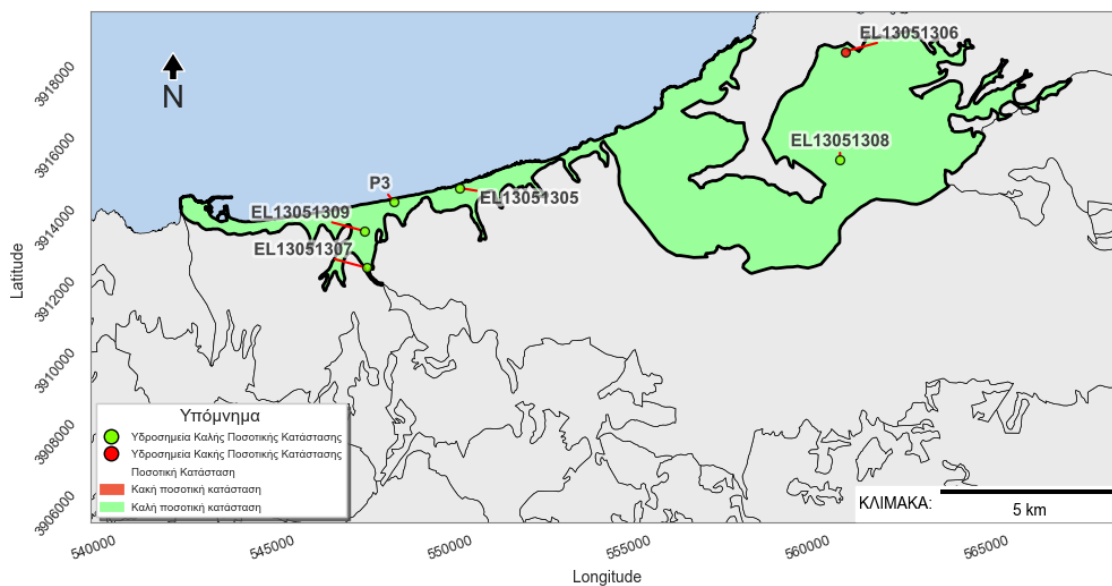 EL13051306
N
EL13051308
P3
EL13051305
EL13051309
EL13051307
Latitude
3918000
3916000
3914000
3912000
3910000
3908000
3906000
Υπόμνημα
Υδροσημεία Καλής Ποσοτικής Κατάστασης
Υδροσημεία Κακής Ποσοτικής Κατάστασης
Ποσοτική Κατάσταση
Κακή ποσοτική κατάσταση
Καλή ποσοτική κατάσταση
ΚΛΙΜΑΚΑ:
5 km
540000
545000
550000
555000
560000
565000
Longitude